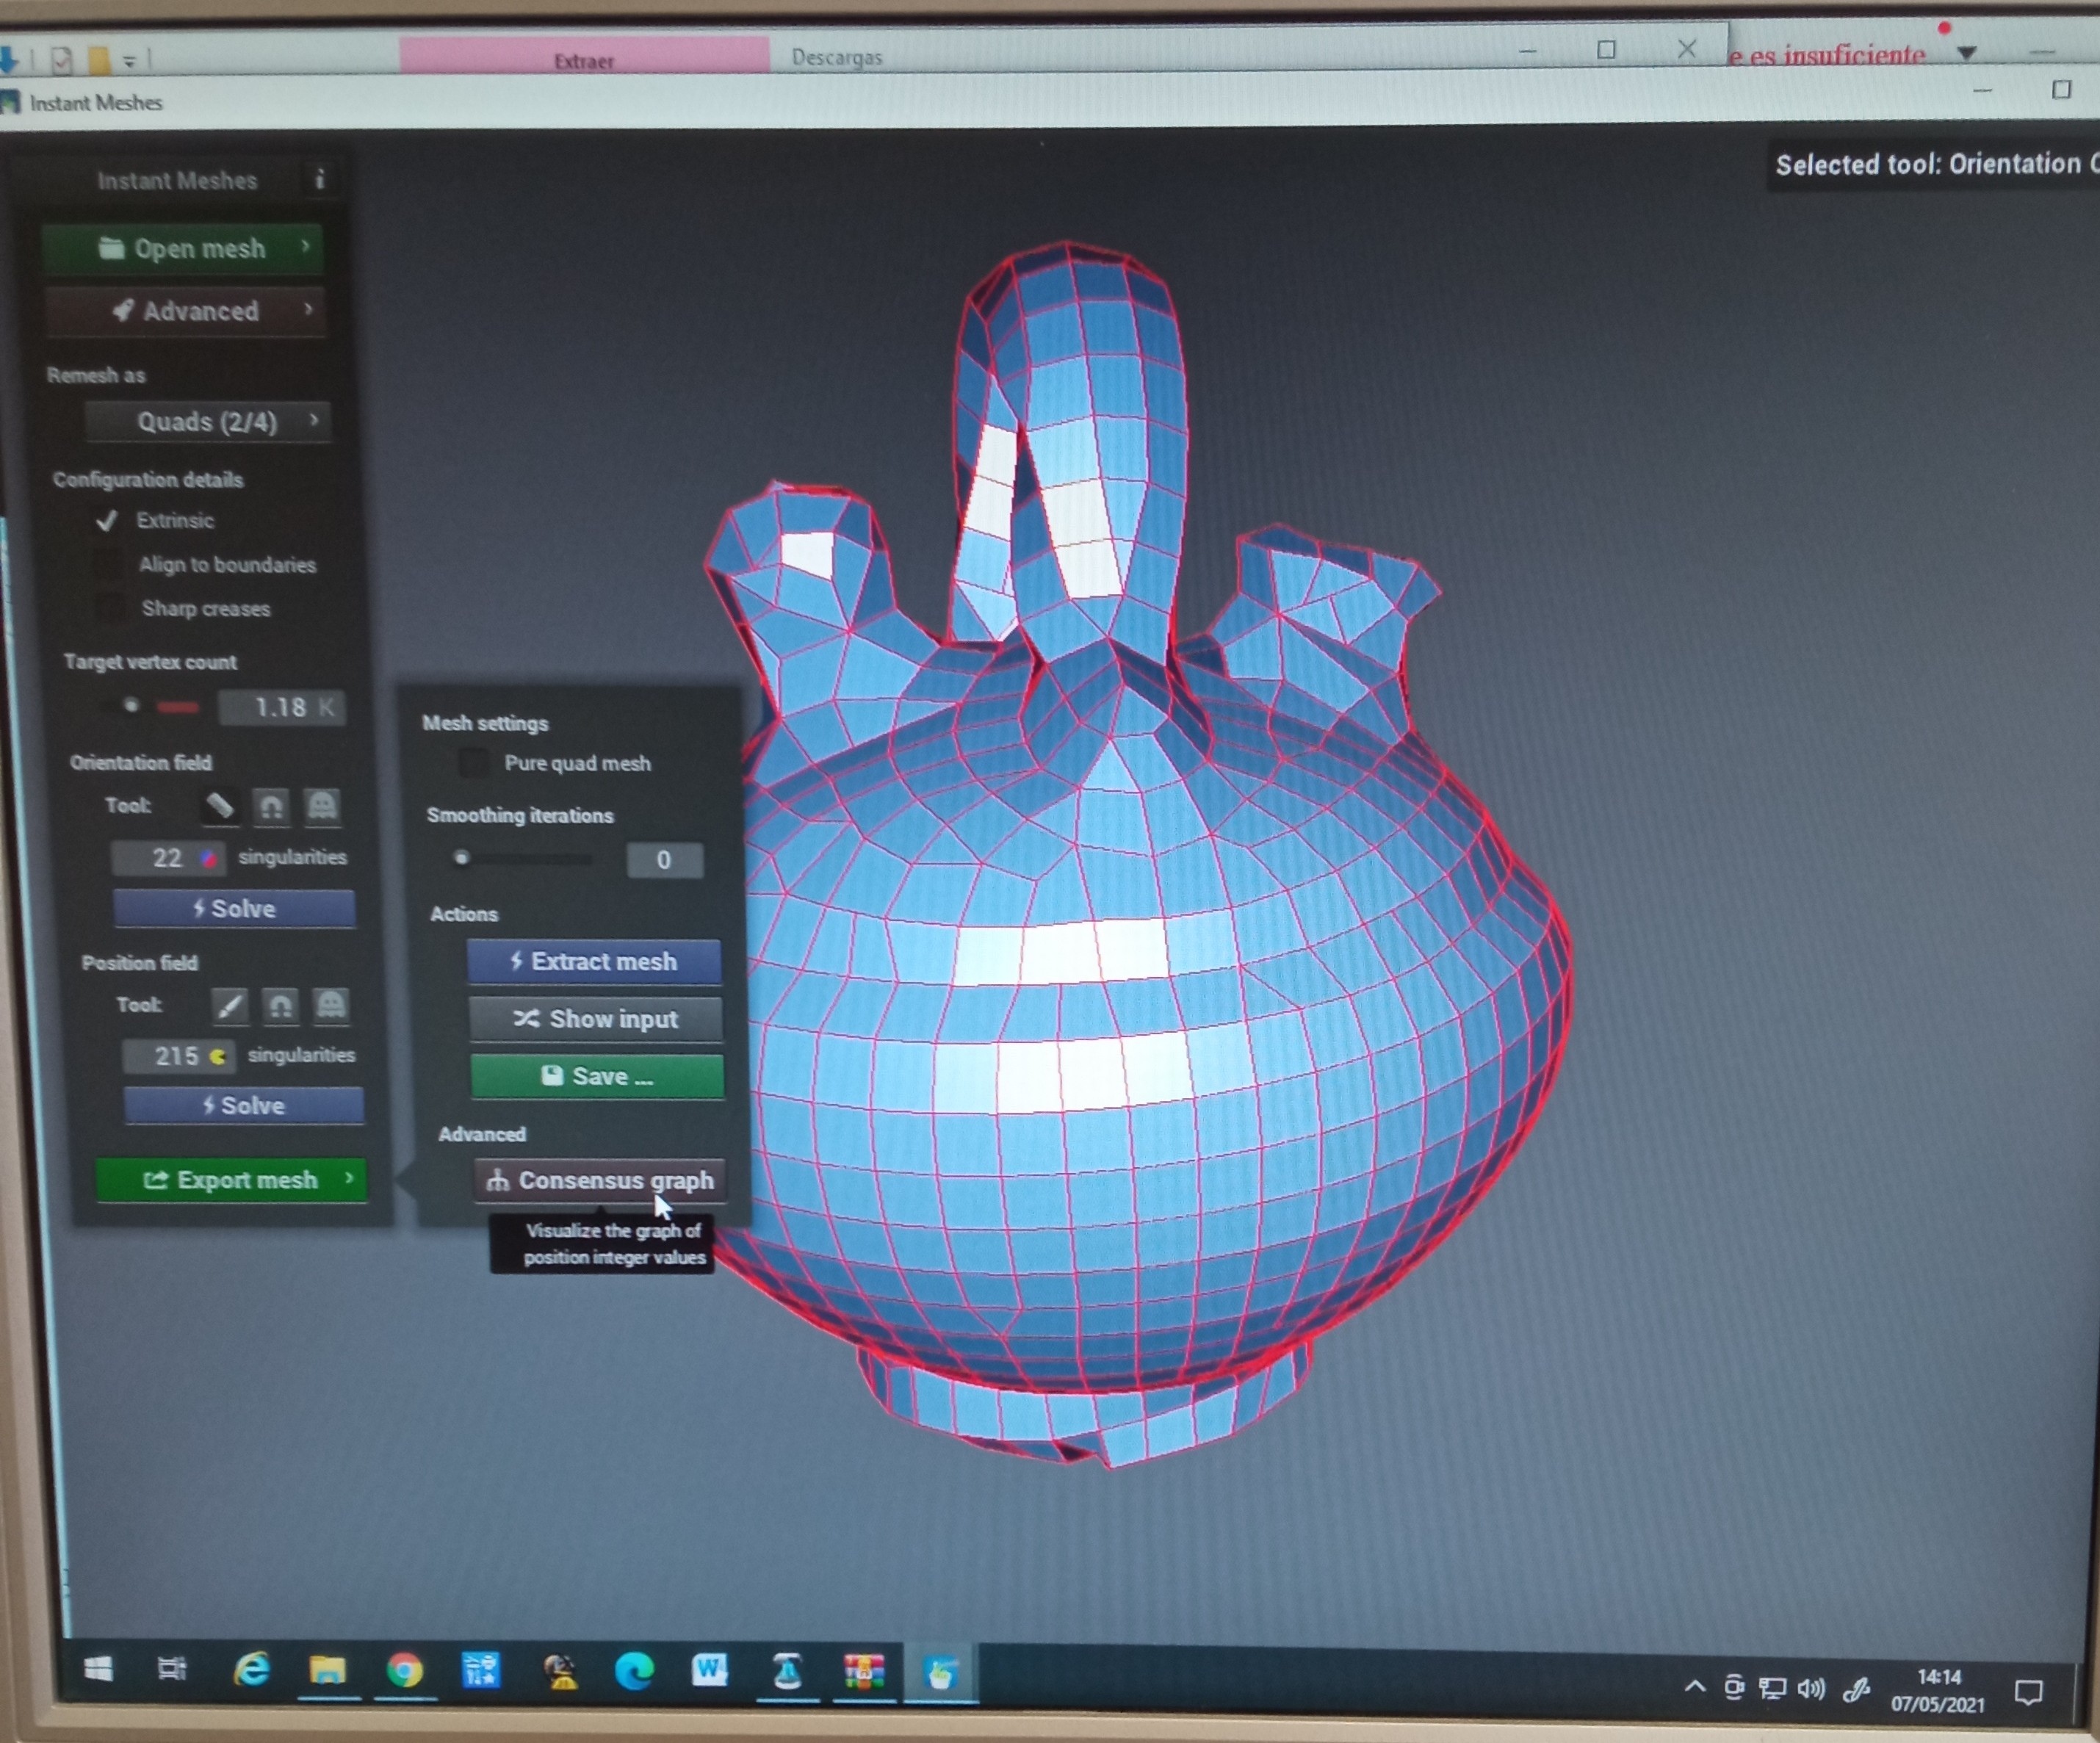 Extraer
Descargas
e es insuficiente
Instant Meshes
Selected tool: Orientation
Instant Meshes i
Open mesh
Advanced
Remesh as
Quads (2/4)
Configuration details
Extrinsic
Align to boundaries
Sharp creases
Target vertex count
1.18 K
Orientation field
Tool:
22 singularities
Solve
Position field
Tool:
215 singularities
Solve
Export mesh
Mesh settings
Pure quad mesh
Smoothing iterations
0
Actions
Extract mesh
Show input
Save ...
Advanced
Consensus graph
Visualize the graph of
position integer values
14:14
07/05/2021